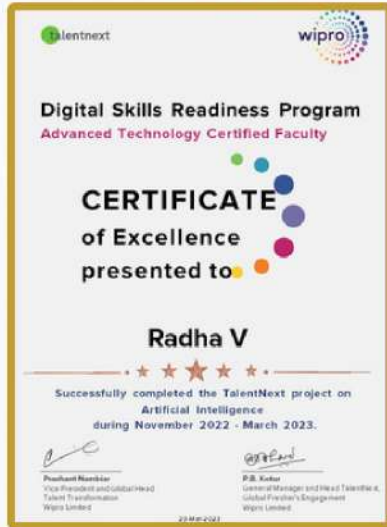 talentnext
wipro
Digital Skills Readiness Program
Advanced Technology Certified Faculty
CERTIFICATE
of Excellence
presented to
Radha V
Successfully completed the TalentNext project on
Artificial Intelligence
during November 2022 - March 2023.
Prashant Nambiar
Vice President and Global Head
Talent Transformation
Wipro Limited
P.B. Kotur
General Manager and Head TalentNext,
Global Fresher's Engagement
Wipro Limited